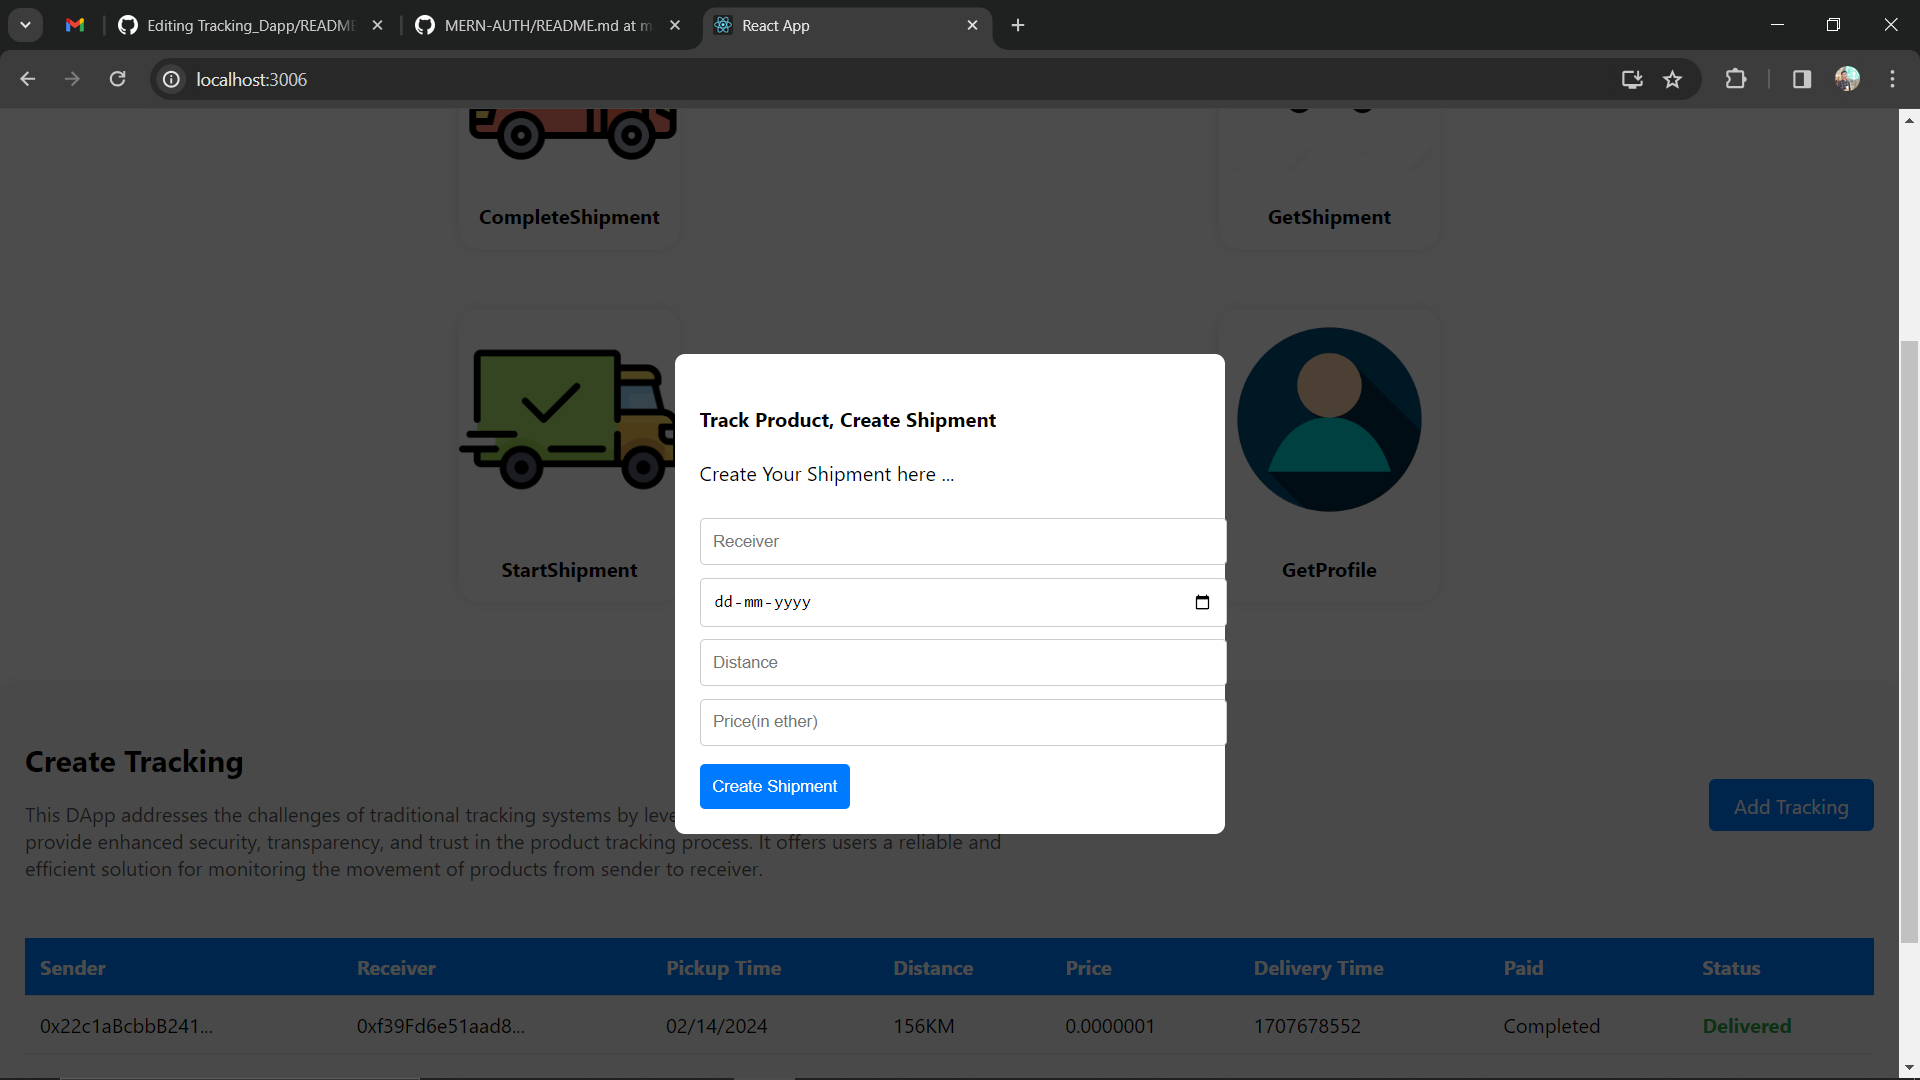 Editing Tracking_Dapp/README
MERN-AUTH/README.md at m
React App
localhost:3006
CompleteShipment
GetShipment
StartShipment
GetProfile
Track Product, Create Shipment
Create Your Shipment here ...
Receiver
dd-mm-yyyy
Distance
Price(in ether)
Create Shipment
Create Tracking
Add Tracking
This DApp addresses the challenges of traditional tracking systems by leve
provide enhanced security, transparency, and trust in the product tracking process. It offers users a reliable and
efficient solution for monitoring the movement of products from sender to receiver.
Sender Receiver Pickup Time Distance Price Delivery Time Paid Status
0x22c1aBcbbB241... 0xf39Fd6e51aad8... 02/14/2024 156KM 0.0000001 1707678552 Completed Delivered